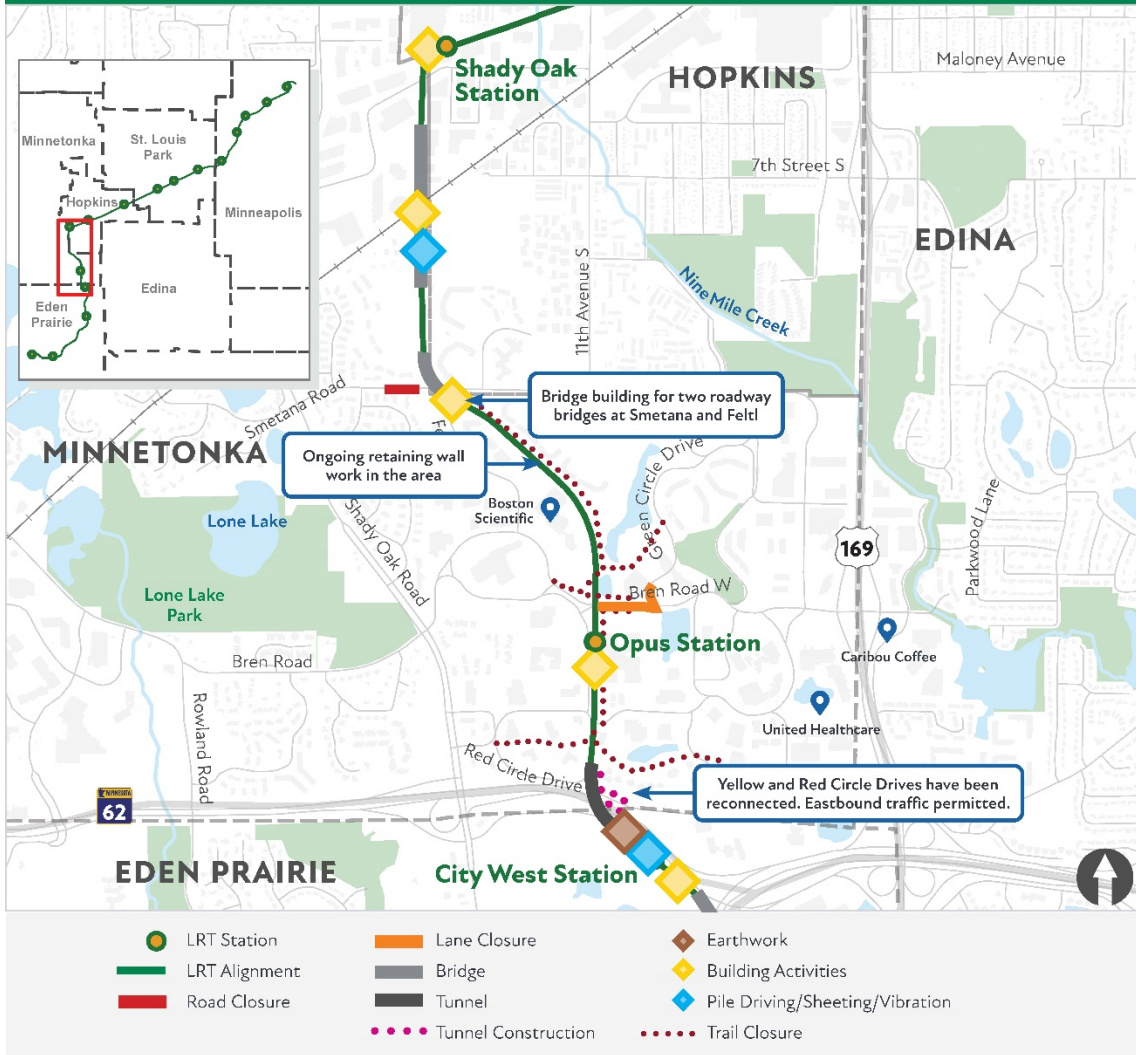 Shady Oak
Station
HOPKINS
Maloney Avenue
Minnetonka
St. Louis
Park
Hopkins
Minneapolis
Edina
Eden
Prairie
7th Street S
EDINA
Nine Mile Creek
11th Avenue S
Smetana Road
Bridge building for two roadway
bridges at Smetana and Feltl
MINNETONKA
Ongoing retaining wall
work in the area
Green Circle Drive
Boston
Scientific
Lone Lake
Shady Oak Road
169
Parkwood Lane
Lone Lake
Park
Bren Road W
Opus Station
Caribou Coffee
Bren Road
Rowland Road
United Healthcare
Red Circle Drive
Yellow and Red Circle Drives have been
reconnected. Eastbound traffic permitted.
MINNESOTA
62
EDEN PRAIRIE
City West Station
LRT Station
LRT Alignment
Road Closure
Lane Closure
Bridge
Tunnel
Tunnel Construction
Earthwork
Building Activities
Pile Driving/Sheeting/Vibration
Trail Closure